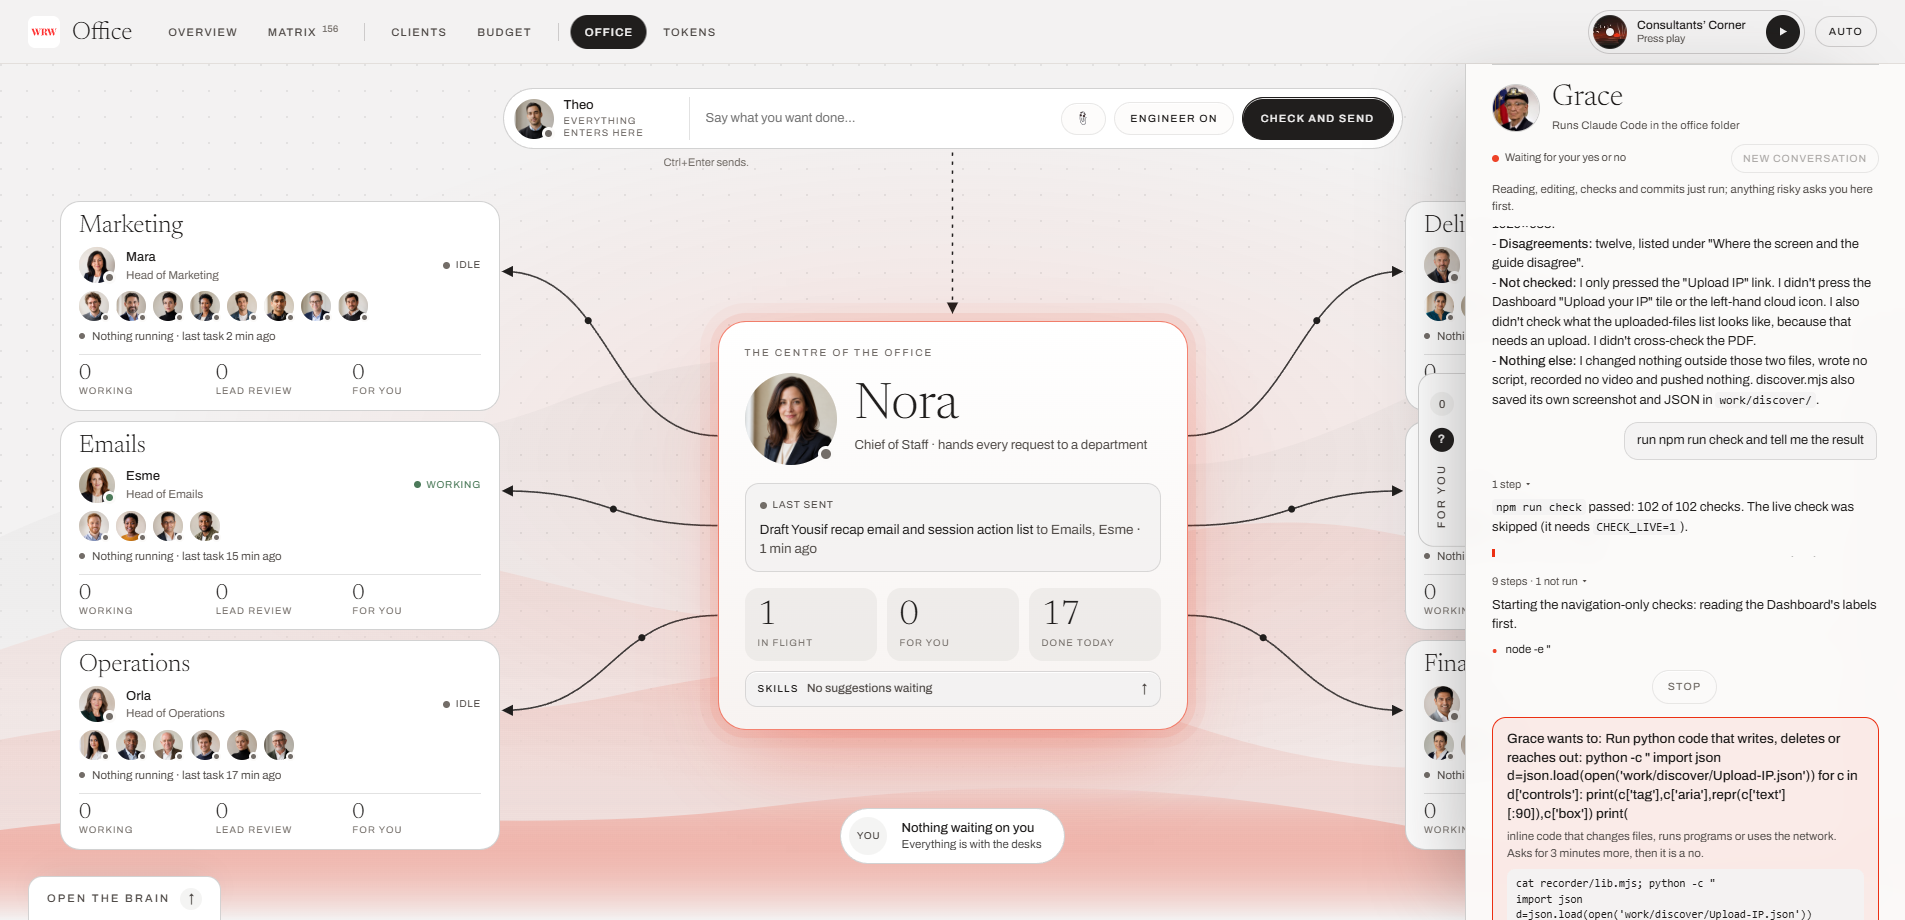 WRW
Office
OVERVIEW
MATRIX 156
CLIENTS
BUDGET
OFFICE
TOKENS
Consultants' Corner
Press play
AUTO
Theo
EVERYTHING
ENTERS HERE
Say what you want done...
ENGINEER ON
CHECK AND SEND
Ctrl+Enter sends.
Marketing
Mara
Head of Marketing
IDLE
Nothing running · last task 2 min ago
0
WORKING
0
LEAD REVIEW
0
FOR YOU
Emails
Esme
Head of Emails
WORKING
Nothing running · last task 15 min ago
0
WORKING
0
LEAD REVIEW
0
FOR YOU
Operations
Orla
Head of Operations
IDLE
Nothing running · last task 17 min ago
0
WORKING
0
LEAD REVIEW
0
FOR YOU
OPEN THE BRAIN ↑
THE CENTRE OF THE OFFICE
Nora
Chief of Staff · hands every request to a department
LAST SENT
Draft Yousif recap email and session action list to Emails, Esme ·
1 min ago
1
IN FLIGHT
0
FOR YOU
17
DONE TODAY
SKILLS No suggestions waiting ↑
YOU
Nothing waiting on you
Everything is with the desks
Deli
Nothi
0
0
?
FOR YOU
Nothi
0
WORKIN
Fina
Nothi
0
WORKIN
Grace
Runs Claude Code in the office folder
Waiting for your yes or no
NEW CONVERSATION
Reading, editing, checks and commits just run; anything risky asks you here
first.
- Disagreements: twelve, listed under "Where the screen and the
guide disagree".
- Not checked: I only pressed the "Upload IP" link. I didn't press the
Dashboard "Upload your IP" tile or the left-hand cloud icon. I also
didn't check what the uploaded-files list looks like, because that
needs an upload. I didn't cross-check the PDF.
- Nothing else: I changed nothing outside those two files, wrote no
script, recorded no video and pushed nothing. discover.mjs also
saved its own screenshot and JSON in work/discover/ .
run npm run check and tell me the result
1 step
npm run check passed: 102 of 102 checks. The live check was
skipped (it needs CHECK_LIVE=1 ).
9 steps · 1 not run
Starting the navigation-only checks: reading the Dashboard's labels
first.
node -e "
STOP
Grace wants to: Run python code that writes, deletes or
reaches out: python -c " import json
d=json.load(open('work/discover/Upload-IP.json')) for c in
d['controls']: print(c['tag'],c['aria'],repr(c['text']
[:90]),c['box']) print(
inline code that changes files, runs programs or uses the network.
Asks for 3 minutes more, then it is a no.
cat recorder/lib.mjs; python -c "
import json
d=json.load(open('work/discover/Upload-IP.json'))